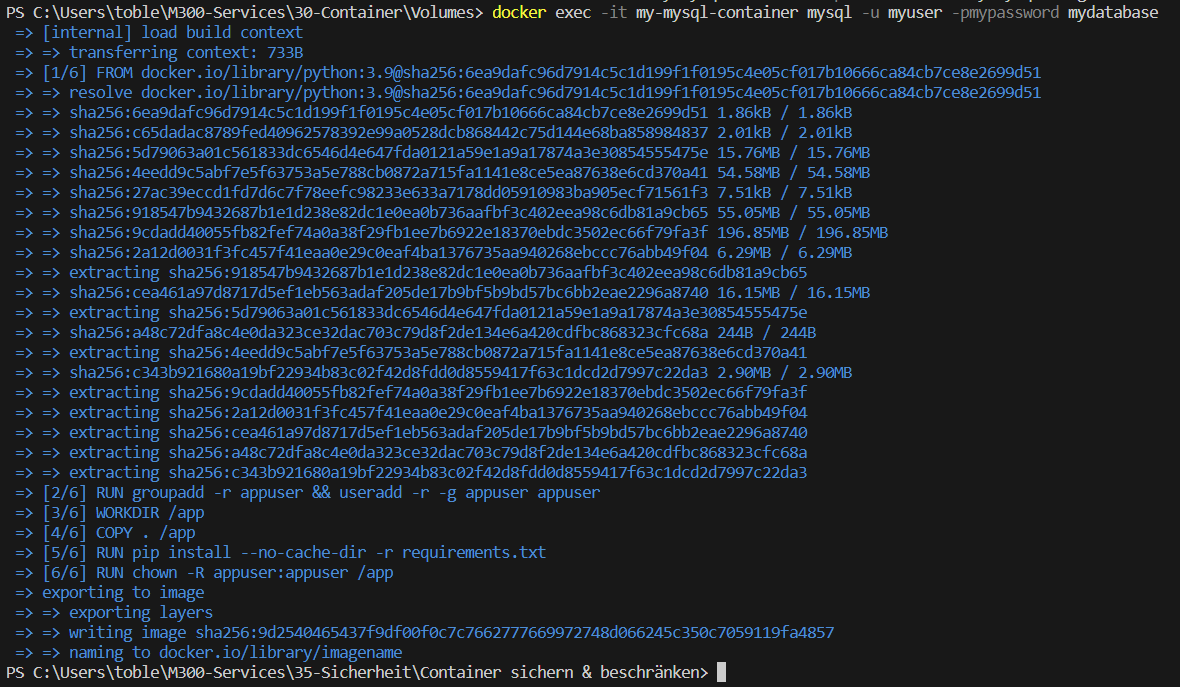 PS C:\Users\toble\M300-Services\30-Container\Volumes> docker exec -it my-mysql-container mysql -u myuser -pmypassword mydatabase
=> [internal] load build context
=> => transferring context: 733B
=> [1/6] FROM docker.io/library/python:3.9@sha256:6ea9dafc96d7914c5c1d199f1f0195c4e05cf017b10666ca84cb7ce8e2699d51
=> => resolve docker.io/library/python:3.9@sha256:6ea9dafc96d7914c5c1d199f1f0195c4e05cf017b10666ca84cb7ce8e2699d51
=> => sha256:6ea9dafc96d7914c5c1d199f1f0195c4e05cf017b10666ca84cb7ce8e2699d51 1.86kB / 1.86kB
=> => sha256:c65dadac8789fed40962578392e99a0528dcb868442c75d144e68ba858984837 2.01kB / 2.01kB
=> => sha256:5d79063a01c561833dc6546d4e647fda0121a59e1a9a17874a3e30854555475e 15.76MB / 15.76MB
=> => sha256:4eedd9c5abf7e5f63753a5e788cb0872a715fa1141e8ce5ea87638e6cd370a41 54.58MB / 54.58MB
=> => sha256:27ac39eccd1fd7d6c7f78eefc98233e633a7178dd05910983ba905ecf71561f3 7.51kB / 7.51kB
=> => sha256:918547b9432687b1e1d238e82dc1e0ea0b736aafbf3c402eea98c6db81a9cb65 55.05MB / 55.05MB
=> => sha256:9cdadd40055fb82fef74a0a38f29fb1ee7b6922e18370ebdc3502ec66f79fa3f 196.85MB / 196.85MB
=> => sha256:2a12d0031f3fc457f41eaa0e29c0eaf4ba1376735aa940268ebccc76abb49f04 6.29MB / 6.29MB
=> => extracting sha256:918547b9432687b1e1d238e82dc1e0ea0b736aafbf3c402eea98c6db81a9cb65
=> => sha256:cea461a97d8717d5ef1eb563adaf205de17b9bf5b9bd57bc6bb2eae2296a8740 16.15MB / 16.15MB
=> => extracting sha256:5d79063a01c561833dc6546d4e647fda0121a59e1a9a17874a3e30854555475e
=> => sha256:a48c72dfa8c4e0da323ce32dac703c79d8f2de134e6a420cdfbc868323cfc68a 244B / 244B
=> => extracting sha256:4eedd9c5abf7e5f63753a5e788cb0872a715fa1141e8ce5ea87638e6cd370a41
=> => sha256:c343b921680a19bf22934b83c02f42d8fdd0d8559417f63c1dcd2d7997c22da3 2.90MB / 2.90MB
=> => extracting sha256:9cdadd40055fb82fef74a0a38f29fb1ee7b6922e18370ebdc3502ec66f79fa3f
=> => extracting sha256:2a12d0031f3fc457f41eaa0e29c0eaf4ba1376735aa940268ebccc76abb49f04
=> => extracting sha256:cea461a97d8717d5ef1eb563adaf205de17b9bf5b9bd57bc6bb2eae2296a8740
=> => extracting sha256:a48c72dfa8c4e0da323ce32dac703c79d8f2de134e6a420cdfbc868323cfc68a
=> => extracting sha256:c343b921680a19bf22934b83c02f42d8fdd0d8559417f63c1dcd2d7997c22da3
=> [2/6] RUN groupadd -r appuser && useradd -r -g appuser appuser
=> [3/6] WORKDIR /app
=> [4/6] COPY . /app
=> [5/6] RUN pip install --no-cache-dir -r requirements.txt
=> [6/6] RUN chown -R appuser:appuser /app
=> exporting to image
=> => exporting layers
=> => writing image sha256:9d2540465437f9df00f0c7c7662777669972748d066245c350c7059119fa4857
=> => naming to docker.io/library/imagename
PS C:\Users\toble\M300-Services\35-Sicherheit\Container sichern & beschränken>